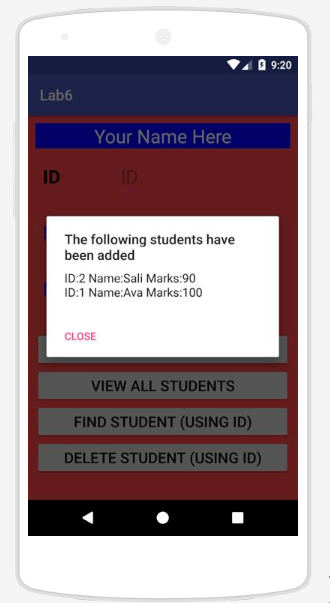 9:20
Lab6
Your Name Here
ID ID
The following students have
been added
ID:2 Name:Sali Marks:90
ID:1 Name:Ava Marks:100
CLOSE
VIEW ALL STUDENTS
FIND STUDENT (USING ID)
DELETE STUDENT (USING ID)